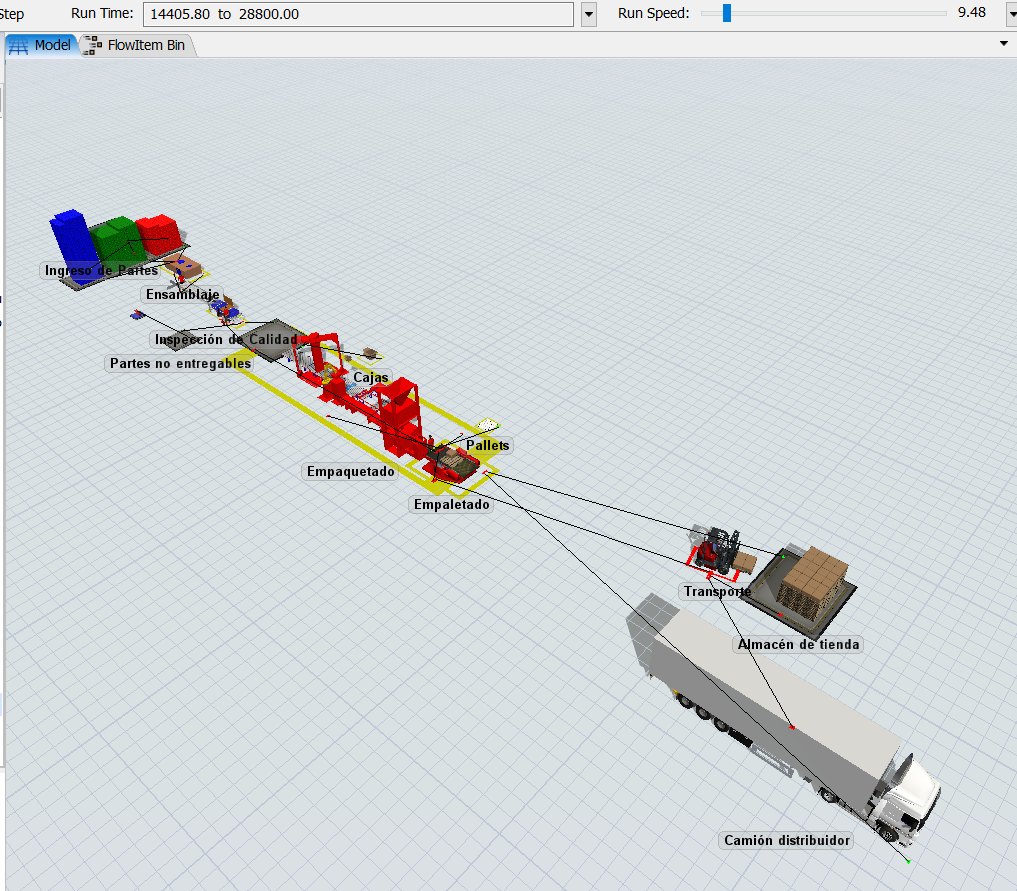 Step Run Time: 14405.80 to 28800.00 Run Speed: 9.48
Model FlowItem Bin
Ingreso de Partes
Ensamblaje
Inspección de Calidad
Partes no entregables
Cajas
Pallets
Empaquetado
Empaletado
Transporte
Almacén de tienda
Camión distribuidor